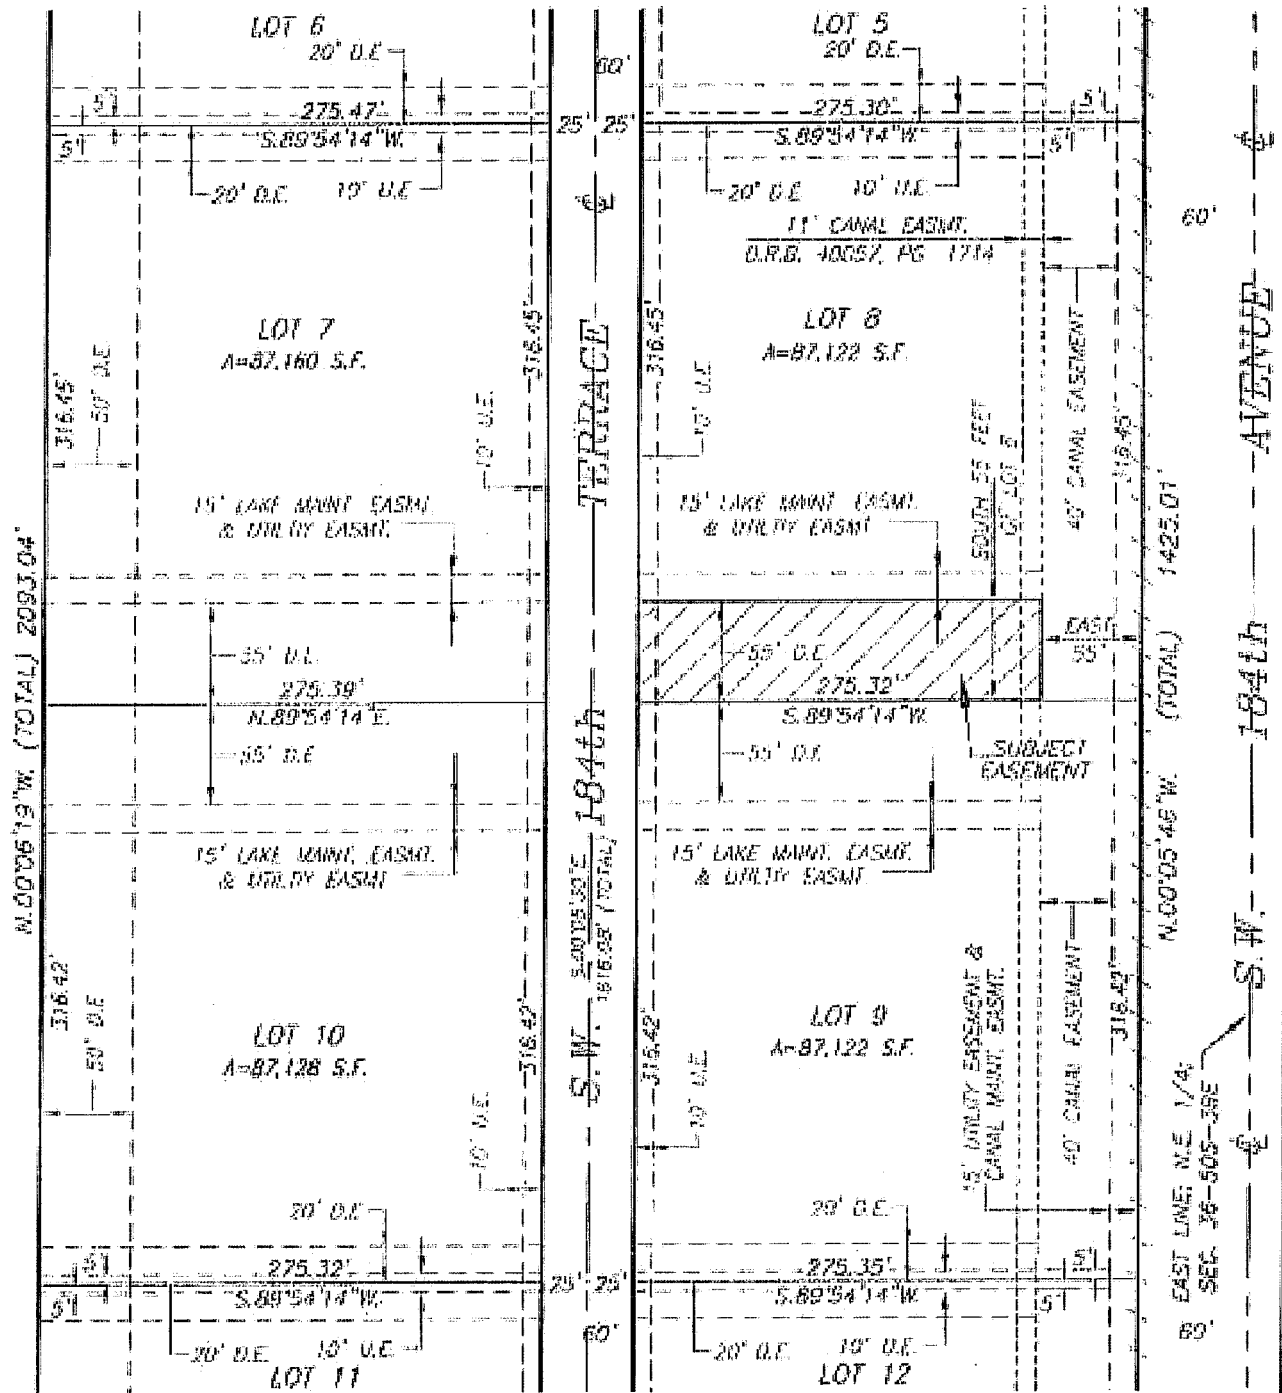 LOT 6
20' D.E.
5'
275.47'
S.89°54'14"W.
5'
20' D.E.
10' U.E.
60'
25' 25'
LOT 5
20' D.E.
275.30'
S.89°54'14"W.
5'
5'
20' D.E.
10' U.E.
60'
11' CANAL EASMT.
O.R.B. 40057, PG 1714
LOT 7
A=87,160 S.F.
316.45'
50' D.E.
316.45'
10' U.E.
15' LAKE MAINT. EASMT.
& UTILITY EASMT.
55' D.E.
275.39'
N.89°54'14"E.
55' D.E.
15' LAKE MAINT. EASMT.
& UTILITY EASMT.
N.00°06'19"W. (TOTAL) 2093.04'
LOT 8
A=87,122 S.F.
316.45'
10' U.E.
15' LAKE MAINT. EASMT.
& UTILITY EASMT.
SOUTH 55 FEET
OF LOT 8
40' CANAL EASEMENT
316.45'
55' D.E.
275.32'
S.89°54'14"W.
EAST
55'
SUBJECT
EASEMENT
55' D.E.
15' LAKE MAINT. EASMT.
& UTILITY EASMT.
S.W. 184th TERRACE
1616.98' (TOTAL)
N.00°05'46"W. (TOTAL) 1425.01'
S.W. 184th AVENUE
LOT 10
A=87,128 S.F.
316.42'
50' D.E.
316.42'
10' U.E.
20' D.E.
5'
275.32'
S.89°54'14"W.
5'
20' D.E.
10' U.E.
LOT 11
25' 25'
60'
LOT 9
A=87,122 S.F.
316.42'
10' U.E.
15' UTILITY EASEMENT &
CANAL MAINT. EASMT.
40' CANAL EASEMENT
316.42'
20' D.E.
275.35'
S.89°54'14"W.
5'
5'
20' D.E.
10' U.E.
LOT 12
EAST LINE; N.E. 1/4;
SEC. 36-50S-39E
60'